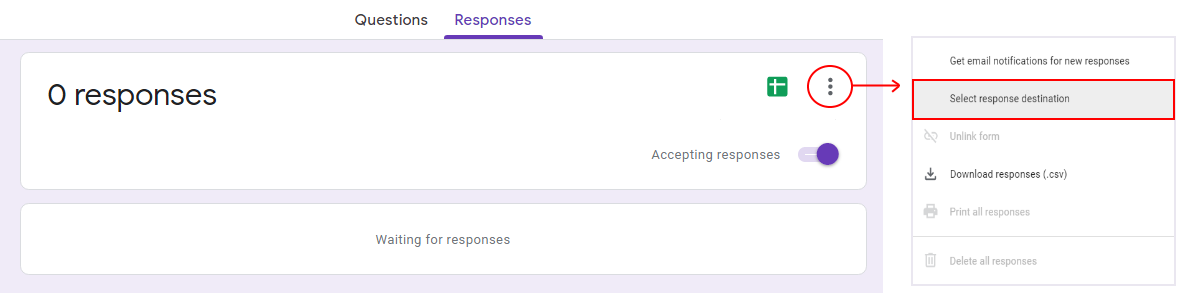 Questions Responses
0 responses
Accepting responses
Waiting for responses
Get email notifications for new responses
Select response destination
Unlink form
Download responses (.csv)
Print all responses
Delete all responses